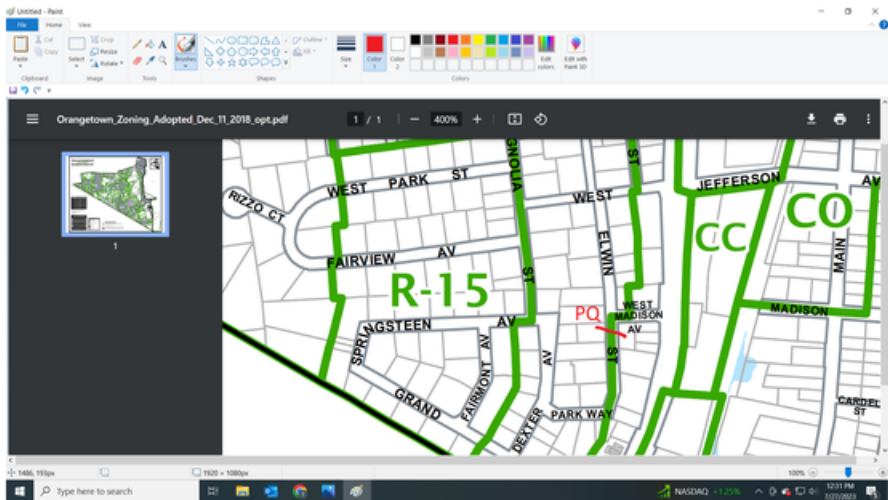 Untitled - Paint
File Home View
Paste
Cut
Copy
Clipboard
Select
Crop
Resize
Rotate
Image
Tools
Brushes
Shapes
Outline
Fill
Size
Color 1
Color 2
Colors
Edit colors
Edit with Paint 3D
Orangetown_Zoning_Adopted_Dec_11_2018_opt.pdf
1 / 1
400%
1
RIZZO CT
WEST PARK ST
GNOLIA
ST
ST
WEST
JEFFERSON
AV
FAIRVIEW AV
ELWIN
CC
CO
MAIN
R-15
ST
PQ
WEST
MADISON
AV
MADISON
SPRINGSTEEN AV
FAIRMONT AV
AV
ST
GRAND
DEXTER
PARK WAY
CARDEL
ST
1486, 193px
1920 × 1080px
100%
Type here to search
NASDAQ +1.25%
12:31 PM
7/27/2023